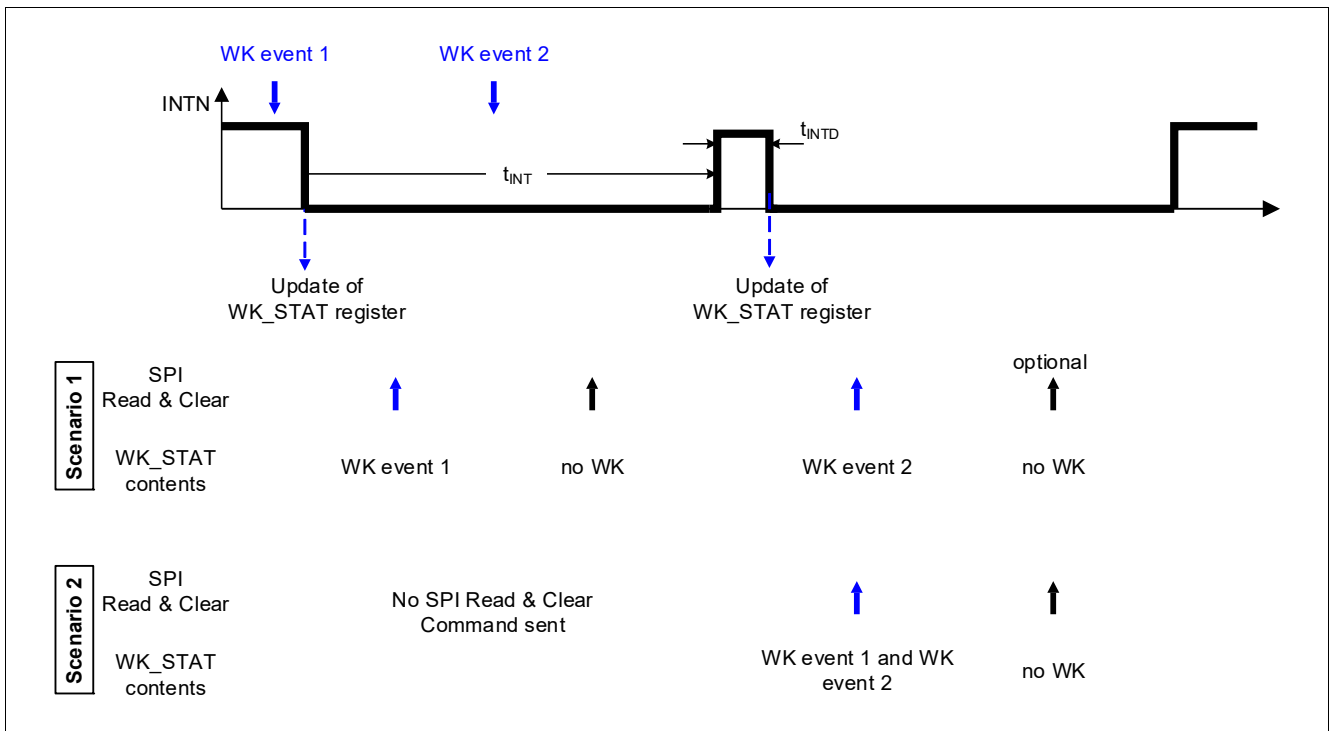 WK event 1
WK event 2
INTN
tINTD
tINT
Update of
WK_STAT register
Update of
WK_STAT register
Scenario 1
SPI
Read & Clear
optional
WK_STAT
contents
WK event 1
no WK
WK event 2
no WK
Scenario 2
SPI
Read & Clear
No SPI Read & Clear
Command sent
WK_STAT
contents
WK event 1 and WK
event 2
no WK